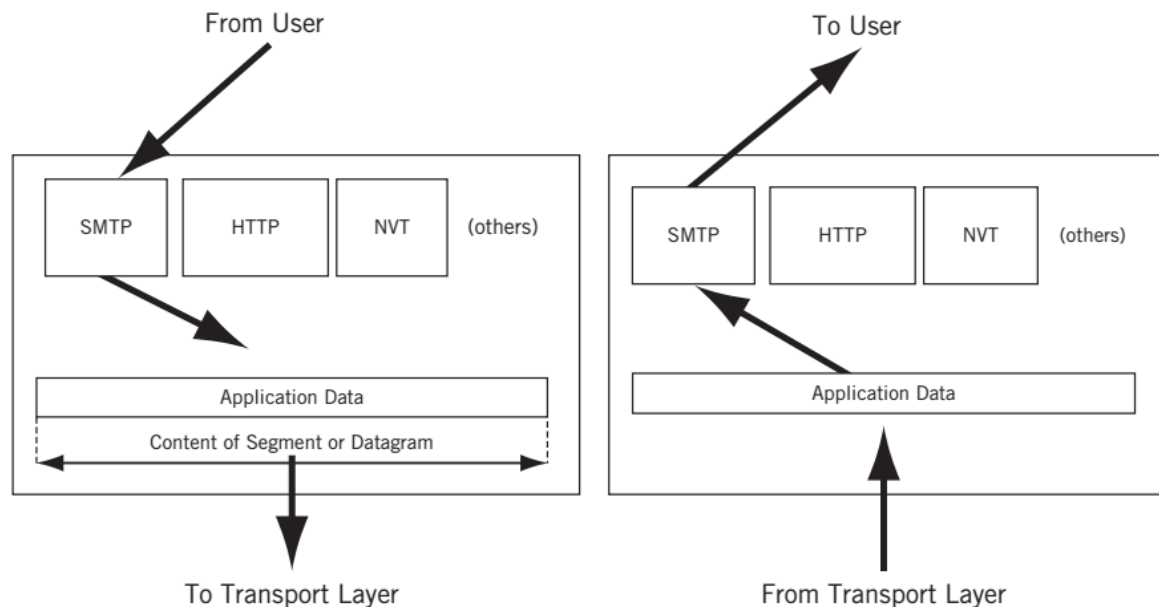 From User
SMTP
HTTP
NVT
(others)
Application Data
Content of Segment or Datagram
To Transport Layer
To User
SMTP
HTTP
NVT
(others)
Application Data
From Transport Layer